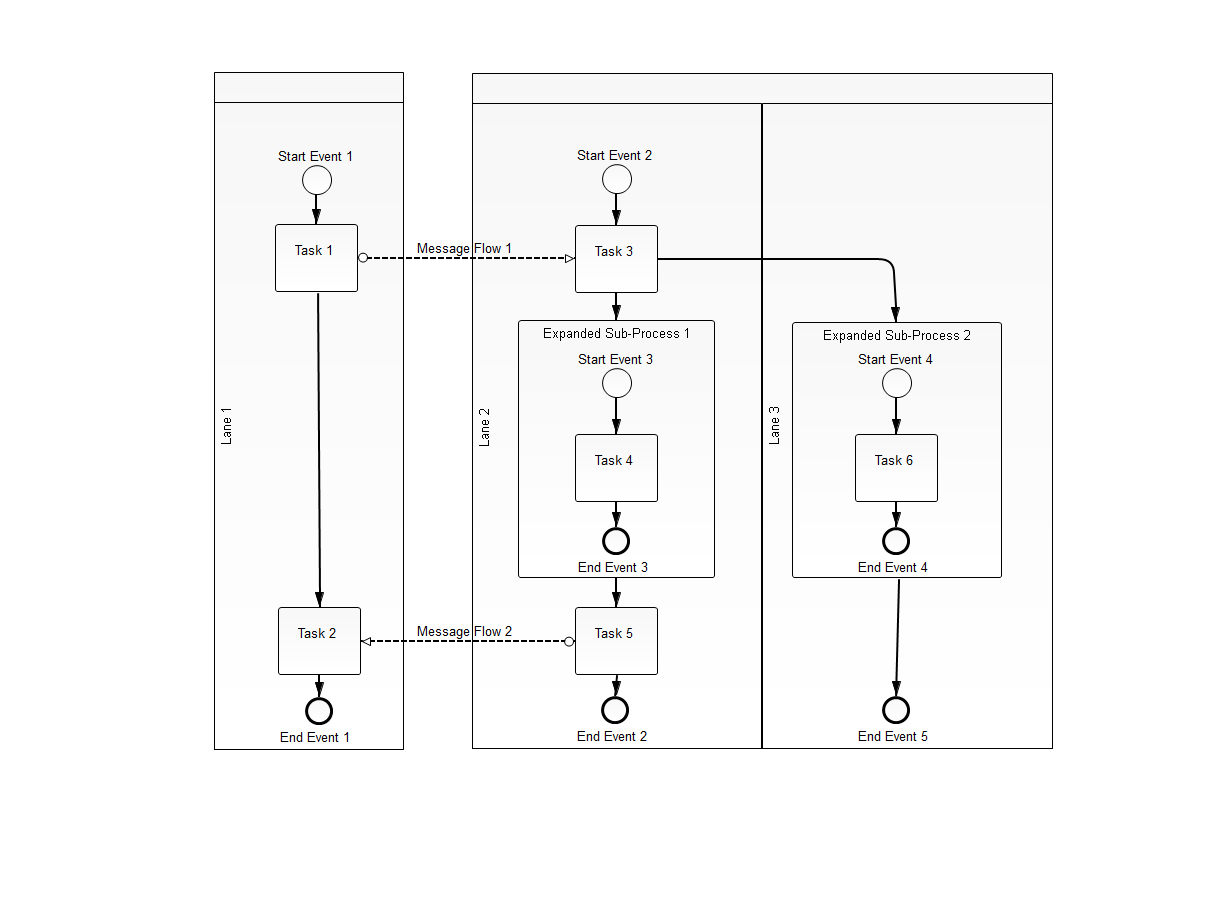 Start Event 1
Start Event 2
Task 1
Message Flow 1
Task 3
Expanded Sub-Process 1
Expanded Sub-Process 2
Start Event 3
Start Event 4
Lane 1
Lane 2
Lane 3
Task 4
Task 6
End Event 3
End Event 4
Task 2
Message Flow 2
Task 5
End Event 1
End Event 2
End Event 5